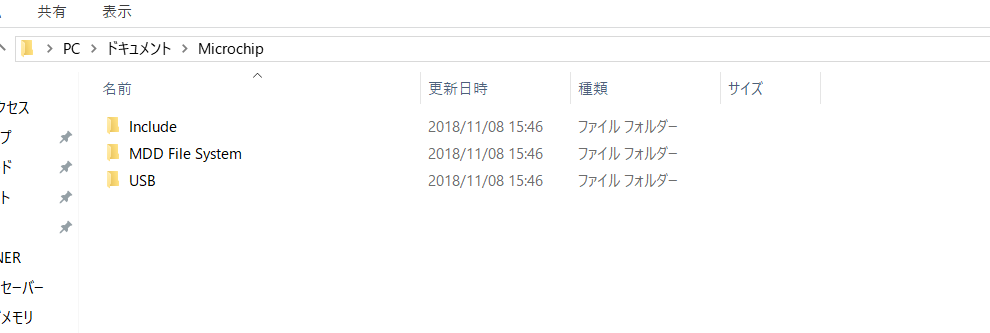 共有 表示
PC ドキュメント Microchip
名前 更新日時 種類 サイズ
クセス
Include 2018/11/08 15:46 ファイル フォルダー
プ
MDD File System 2018/11/08 15:46 ファイル フォルダー
ド
USB 2018/11/08 15:46 ファイル フォルダー
ト
NER
セーバー
メモリ